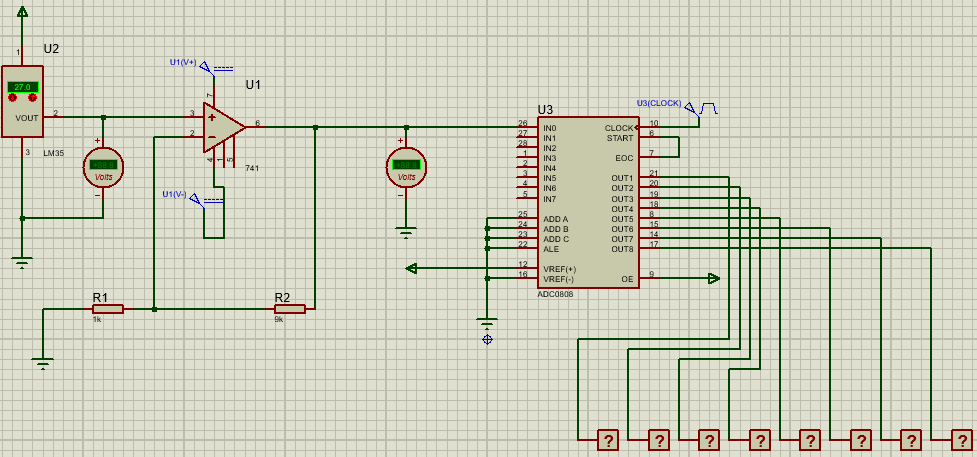 U2
1
27.0
VOUT
2
3
LM35
+
Volts
−
U1(V+)
U1
7
3
2
6
4
1
5
741
U1(V-)
+
Volts
−
R1
1k
R2
9k
U3
U3(CLOCK)
26 IN0 CLOCK 10
27 IN1 START 6
28 IN2
1 IN3 EOC 7
2 IN4
3 IN5 OUT1 21
4 IN6 OUT2 20
5 IN7 OUT3 19
OUT4 18
25 ADD A OUT5 8
24 ADD B OUT6 15
23 ADD C OUT7 14
22 ALE OUT8 17
12 VREF(+)
16 VREF(-) OE 9
ADC0808
? ? ? ? ? ? ? ?